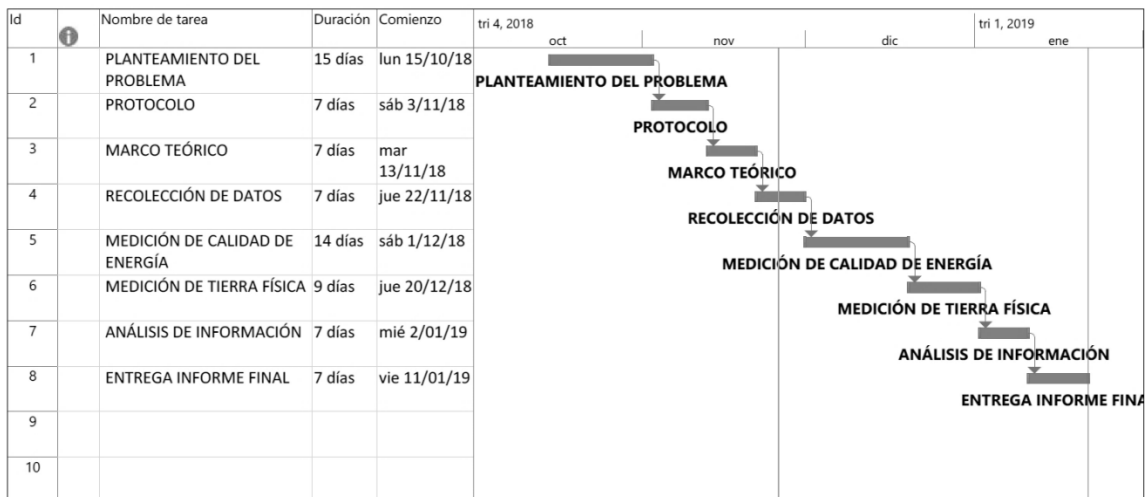 Id Nombre de tarea Duración Comienzo tri 4, 2018 tri 1, 2019
oct nov dic ene
1 PLANTEAMIENTO DEL 15 días lun 15/10/18
PROBLEMA PLANTEAMIENTO DEL PROBLEMA
2 PROTOCOLO 7 días sáb 3/11/18
PROTOCOLO
3 MARCO TEÓRICO 7 días mar
13/11/18 MARCO TEÓRICO
4 RECOLECCIÓN DE DATOS 7 días jue 22/11/18
RECOLECCIÓN DE DATOS
5 MEDICIÓN DE CALIDAD DE 14 días sáb 1/12/18
ENERGÍA MEDICIÓN DE CALIDAD DE ENERGÍA
6 MEDICIÓN DE TIERRA FÍSICA 9 días jue 20/12/18
MEDICIÓN DE TIERRA FÍSICA
7 ANÁLISIS DE INFORMACIÓN 7 días mié 2/01/19
ANÁLISIS DE INFORMACIÓN
8 ENTREGA INFORME FINAL 7 días vie 11/01/19
ENTREGA INFORME FINA
9
10